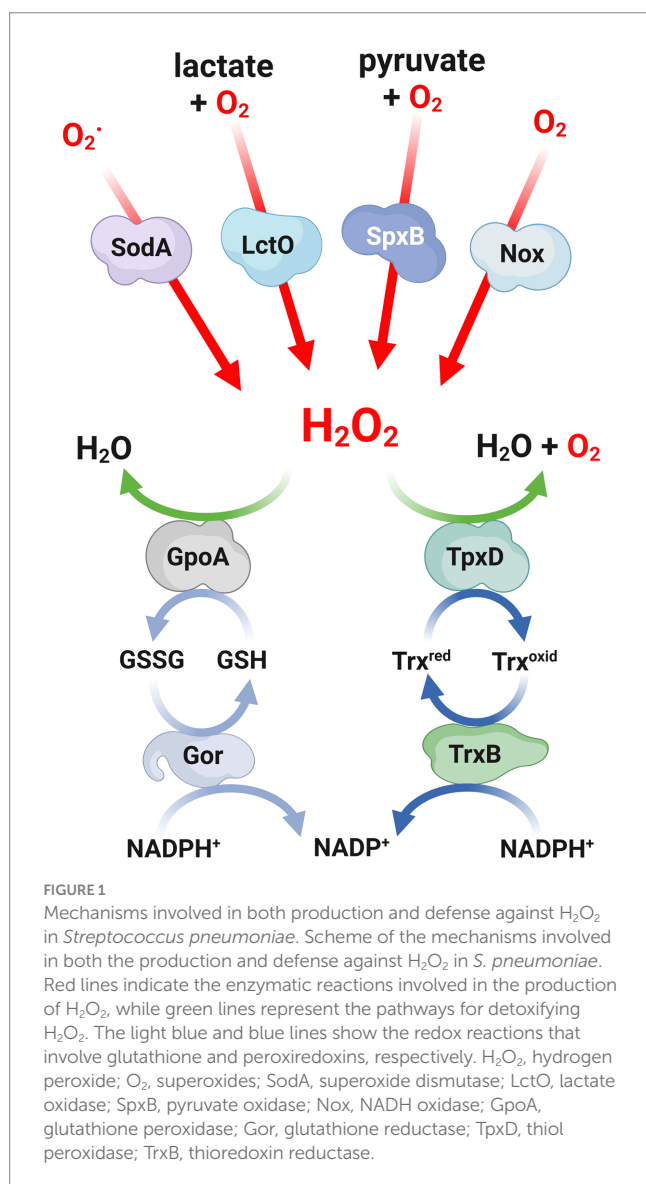 lactate
+ O₂
pyruvate
+ O₂
O₂˙
O₂
SodA
LctO
SpxB
Nox
H₂O₂
H₂O
H₂O + O₂
GpoA
TpxD
GSSG
GSH
Trxʳᵉᵈ
Trxᵒˣⁱᵈ
Gor
TrxB
NADPH⁺
NADP⁺
NADPH⁺
FIGURE 1
Mechanisms involved in both production and defense against H₂O₂
in Streptococcus pneumoniae. Scheme of the mechanisms involved
in both the production and defense against H₂O₂ in S. pneumoniae.
Red lines indicate the enzymatic reactions involved in the production
of H₂O₂, while green lines represent the pathways for detoxifying
H₂O₂. The light blue and blue lines show the redox reactions that
involve glutathione and peroxiredoxins, respectively. H₂O₂, hydrogen
peroxide; O₂, superoxides; SodA, superoxide dismutase; LctO, lactate
oxidase; SpxB, pyruvate oxidase; Nox, NADH oxidase; GpoA,
glutathione peroxidase; Gor, glutathione reductase; TpxD, thiol
peroxidase; TrxB, thioredoxin reductase.